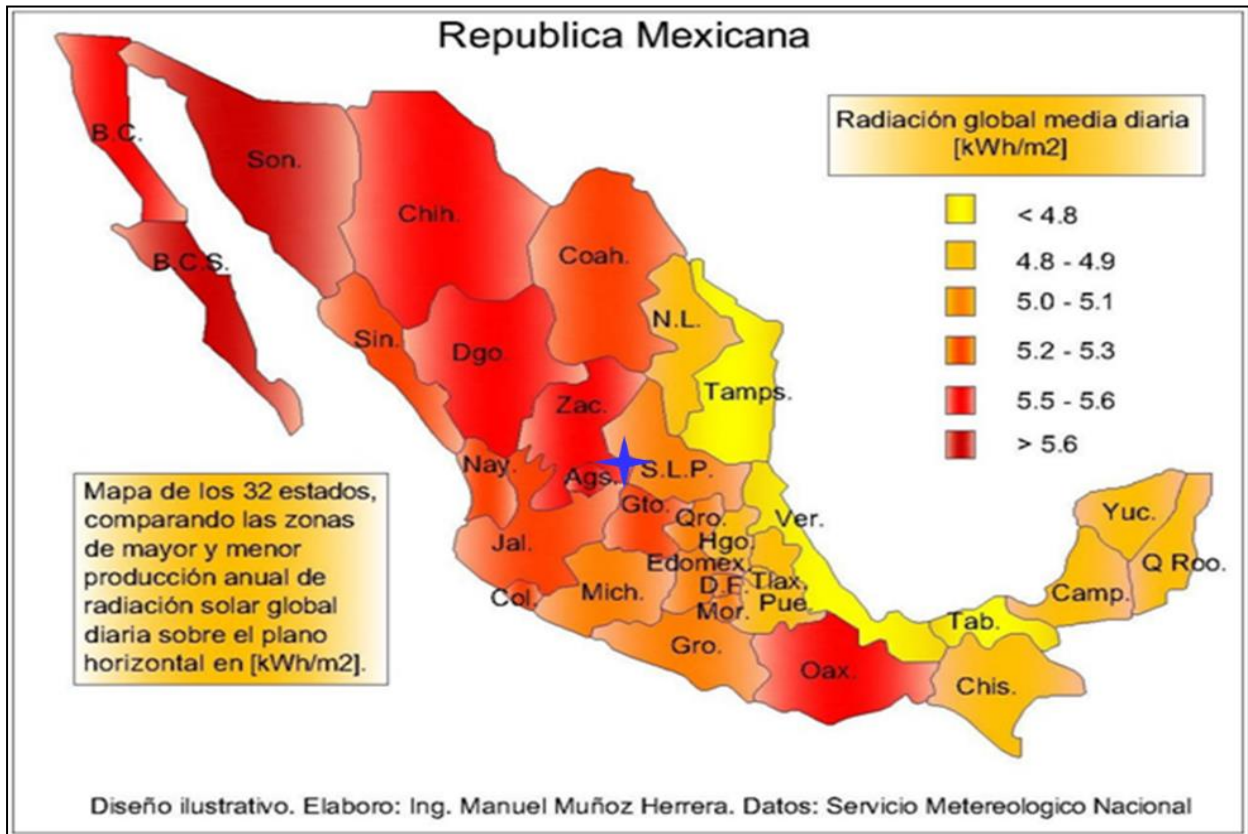 Republica Mexicana
Radiación global media diaria
[kWh/m2]
< 4.8
4.8 - 4.9
5.0 - 5.1
5.2 - 5.3
5.5 - 5.6
> 5.6
B.C.
Son.
Chih.
B.C.S.
Coah.
Sin.
N.L.
Dgo.
Tamps.
Zac.
Nay.
Ags.
S.L.P.
Gto.
Qro.
Ver.
Jal.
Hgo.
Edomex.
Col.
Mich.
D.F.
Tlax.
Mor.
Pue.
Gro.
Oax.
Tab.
Chis.
Camp.
Yuc.
Q Roo.
Mapa de los 32 estados,
comparando las zonas
de mayor y menor
producción anual de
radiación solar global
diaria sobre el plano
horizontal en [kWh/m2].
Diseño ilustrativo. Elaboro: Ing. Manuel Muñoz Herrera. Datos: Servicio Metereologico Nacional